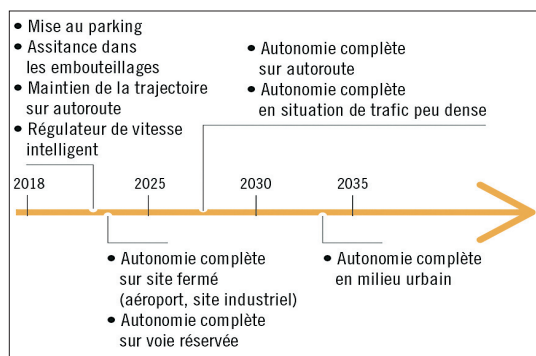 • Mise au parking
• Assitance dans
les embouteillages
• Maintien de la trajectoire
sur autoroute
• Régulateur de vitesse
intelligent
• Autonomie complète
sur autoroute
• Autonomie complète
en situation de trafic peu dense
2018
2025
2030
2035
• Autonomie complète
sur site fermé
(aéroport, site industriel)
• Autonomie complète
sur voie réservée
• Autonomie complète
en milieu urbain